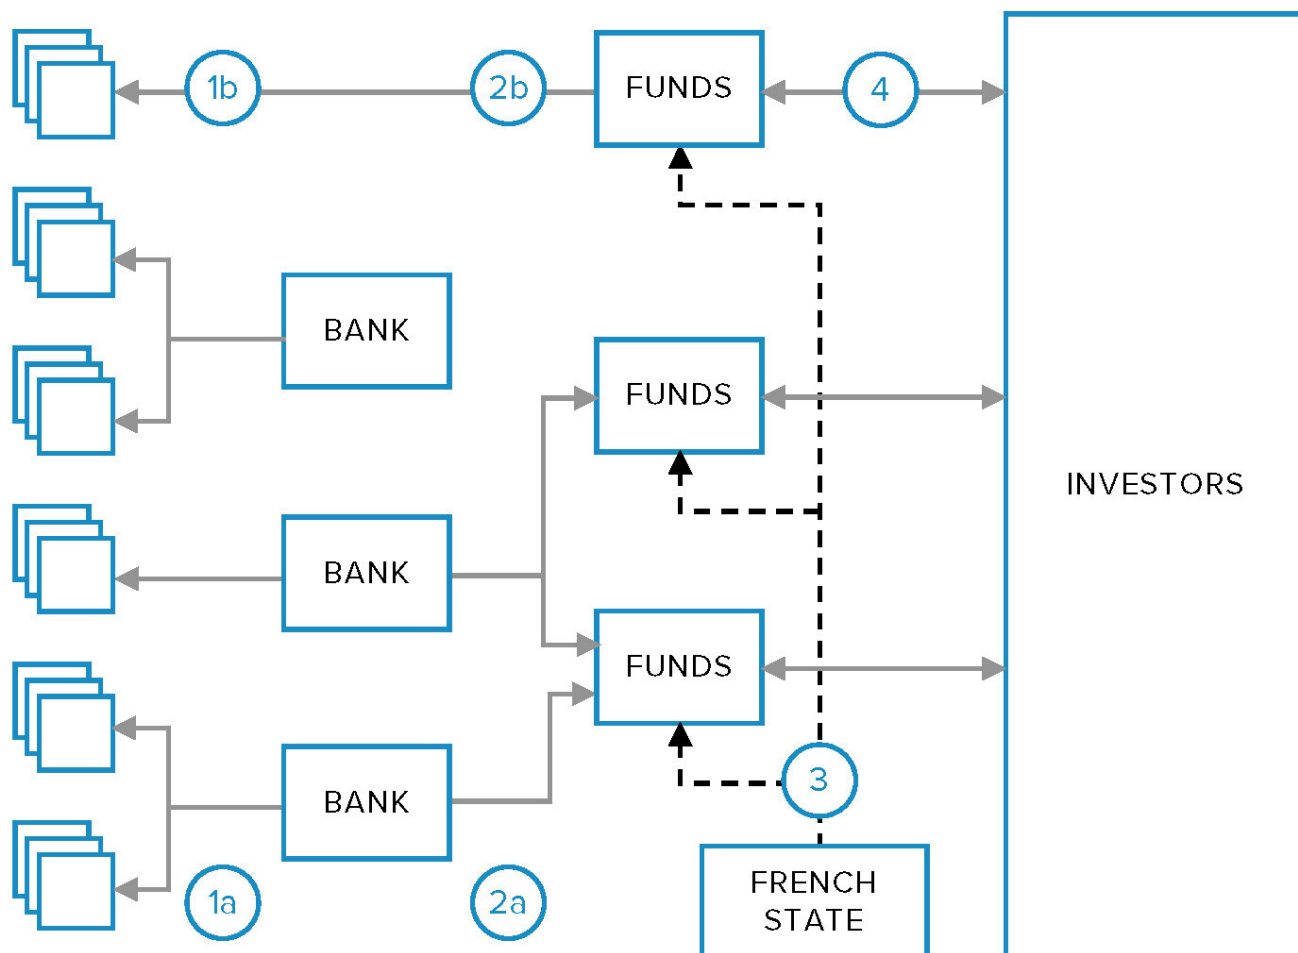 1b
2b
FUNDS
4
BANK
FUNDS
INVESTORS
BANK
FUNDS
3
BANK
1a
2a
FRENCH
STATE